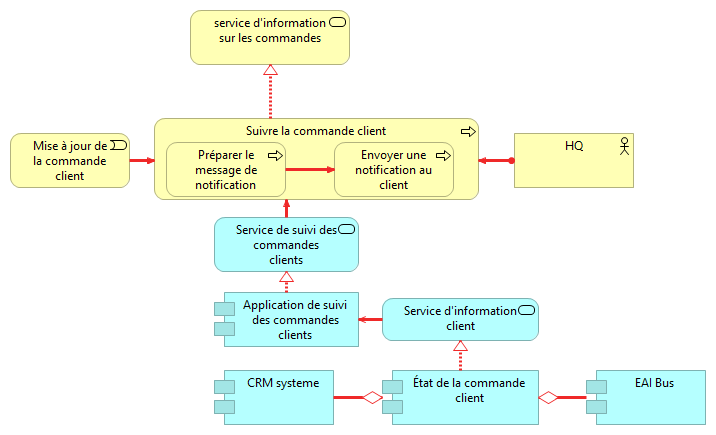 service d'information
sur les commandes
Suivre la commande client
Mise à jour de
la commande
client
Préparer le
message de
notification
Envoyer une
notification au
client
HQ
Service de suivi des
commandes
clients
Application de suivi
des commandes
clients
Service d'information
client
CRM systeme
État de la commande
client
EAI Bus